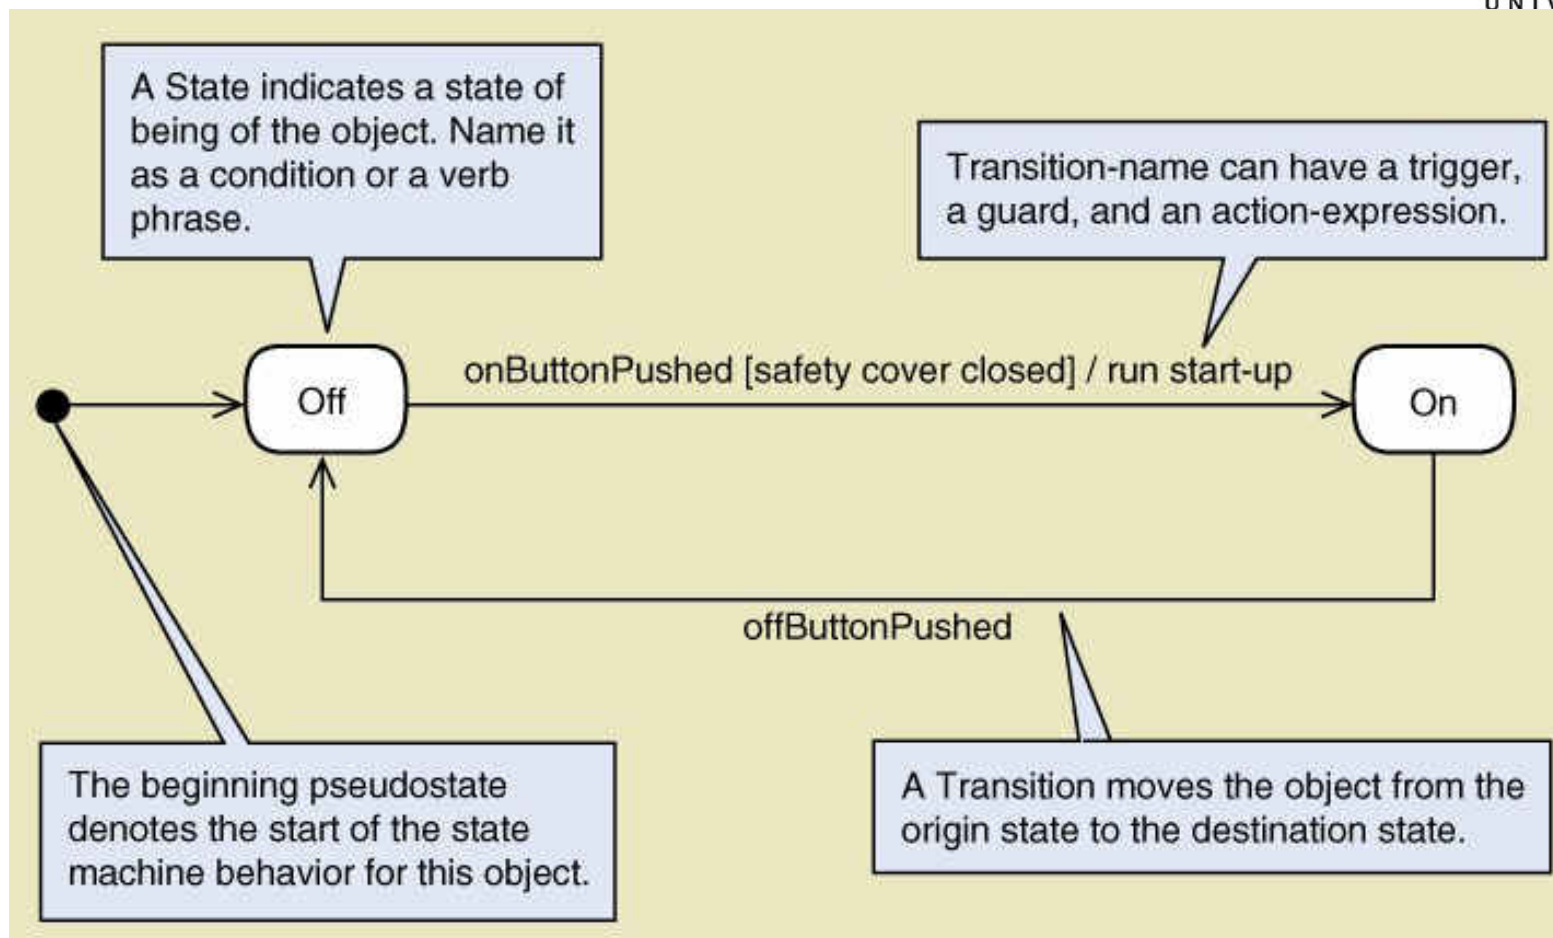 A State indicates a state of
being of the object. Name it
as a condition or a verb
phrase.
Transition-name can have a trigger,
a guard, and an action-expression.
onButtonPushed [safety cover closed] / run start-up
Off
On
offButtonPushed
The beginning pseudostate
denotes the start of the state
machine behavior for this object.
A Transition moves the object from the
origin state to the destination state.